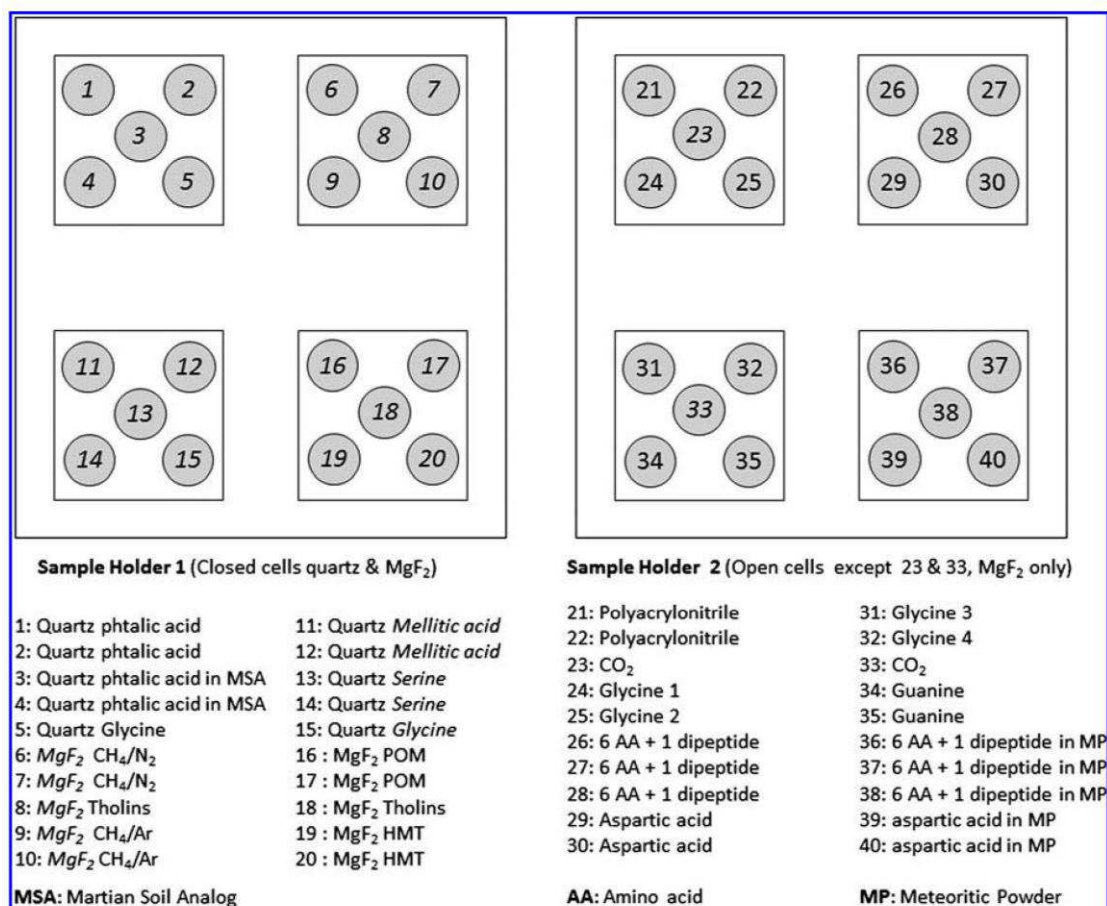 1 2 6 7 21 22 26 27
3 8 23 28
4 5 9 10 24 25 29 30
11 12 16 17 31 32 36 37
13 18 33 38
14 15 19 20 34 35 39 40
Sample Holder 1 (Closed cells quartz & MgF₂)
1: Quartz phtalic acid
2: Quartz phtalic acid
3: Quartz phtalic acid in MSA
4: Quartz phtalic acid in MSA
5: Quartz Glycine
6: MgF₂ CH₄/N₂
7: MgF₂ CH₄/N₂
8: MgF₂ Tholins
9: MgF₂ CH₄/Ar
10: MgF₂ CH₄/Ar
11: Quartz Mellitic acid
12: Quartz Mellitic acid
13: Quartz Serine
14: Quartz Serine
15: Quartz Glycine
16 : MgF₂ POM
17 : MgF₂ POM
18 : MgF₂ Tholins
19 : MgF₂ HMT
20 : MgF₂ HMT
MSA: Martian Soil Analog
Sample Holder 2 (Open cells except 23 & 33, MgF₂ only)
21: Polyacrylonitrile
22: Polyacrylonitrile
23: CO₂
24: Glycine 1
25: Glycine 2
26: 6 AA + 1 dipeptide
27: 6 AA + 1 dipeptide
28: 6 AA + 1 dipeptide
29: Aspartic acid
30: Aspartic acid
31: Glycine 3
32: Glycine 4
33: CO₂
34: Guanine
35: Guanine
36: 6 AA + 1 dipeptide in MP
37: 6 AA + 1 dipeptide in MP
38: 6 AA + 1 dipeptide in MP
39: aspartic acid in MP
40: aspartic acid in MP
AA: Amino acid
MP: Meteoritic Powder